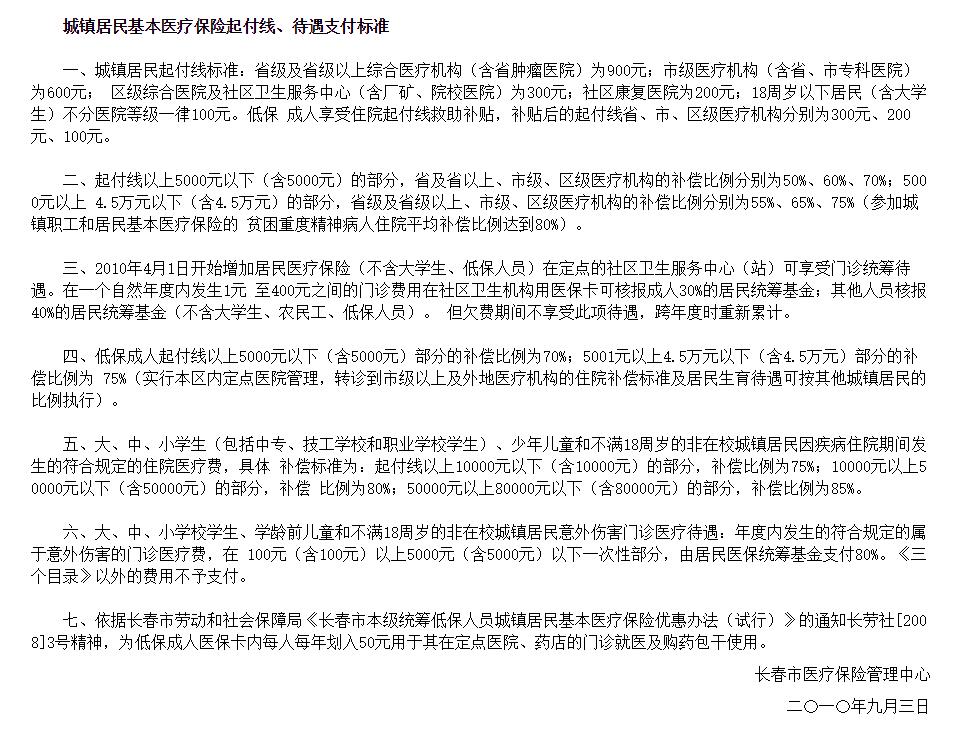 城镇居民基本医疗保险起付线、待遇支付标准
一、城镇居民起付线标准：省级及省级以上综合医疗机构（含省肿瘤医院）为900元；市级医疗机构（含省、市专科医院）
为600元； 区级综合医院及社区卫生服务中心（含厂矿、院校医院）为300元；社区康复医院为200元；18周岁以下居民（含大学
生）不分医院等级一律100元。低保 成人享受住院起付线救助补贴，补贴后的起付线省、市、区级医疗机构分别为300元、200
元、100元。
二、起付线以上5000元以下（含5000元）的部分，省及省以上、市级、区级医疗机构的补偿比例分别为50%、60%、70%；500
0元以上 4.5万元以下（含4.5万元）的部分，省级及省级以上、市级、区级医疗机构的补偿比例分别为55%、65%、75%（参加城
镇职工和居民基本医疗保险的 贫困重度精神病人住院平均补偿比例达到80%）。
三、2010年4月1日开始增加居民医疗保险（不含大学生、低保人员）在定点的社区卫生服务中心（站）可享受门诊统筹待
遇。在一个自然年度内发生1元 至400元之间的门诊费用在社区卫生机构用医保卡可核报成人30%的居民统筹基金；其他人员核报
40%的居民统筹基金（不含大学生、农民工、低保人员）。 但欠费期间不享受此项待遇，跨年度时重新累计。
四、低保成人起付线以上5000元以下（含5000元）部分的补偿比例为70%；5001元以上4.5万元以下（含4.5万元）部分的补
偿比例为 75%（实行本区内定点医院管理，转诊到市级以上及外地医疗机构的住院补偿标准及居民生育待遇可按其他城镇居民的
比例执行）。
五、大、中、小学生（包括中专、技工学校和职业学校学生）、少年儿童和不满18周岁的非在校城镇居民因疾病住院期间发
生的符合规定的住院医疗费，具体 补偿标准为：起付线以上10000元以下（含10000元）的部分，补偿比例为75%；10000元以上5
0000元以下（含50000元）的部分，补偿 比例为80%；50000元以上80000元以下（含80000元）的部分，补偿比例为85%。
六、大、中、小学校学生、学龄前儿童和不满18周岁的非在校城镇居民意外伤害门诊医疗待遇：年度内发生的符合规定的属
于意外伤害的门诊医疗费，在 100元（含100元）以上5000元（含5000元）以下一次性部分，由居民医保统筹基金支付80%。《三
个目录》以外的费用不予支付。
七、依据长春市劳动和社会保障局《长春市本级统筹低保人员城镇居民基本医疗保险优惠办法（试行）》的通知长劳社[200
8]3号精神，为低保成人医保卡内每人每年划入50元用于其在定点医院、药店的门诊就医及购药包干使用。
长春市医疗保险管理中心
二〇一〇年九月三日